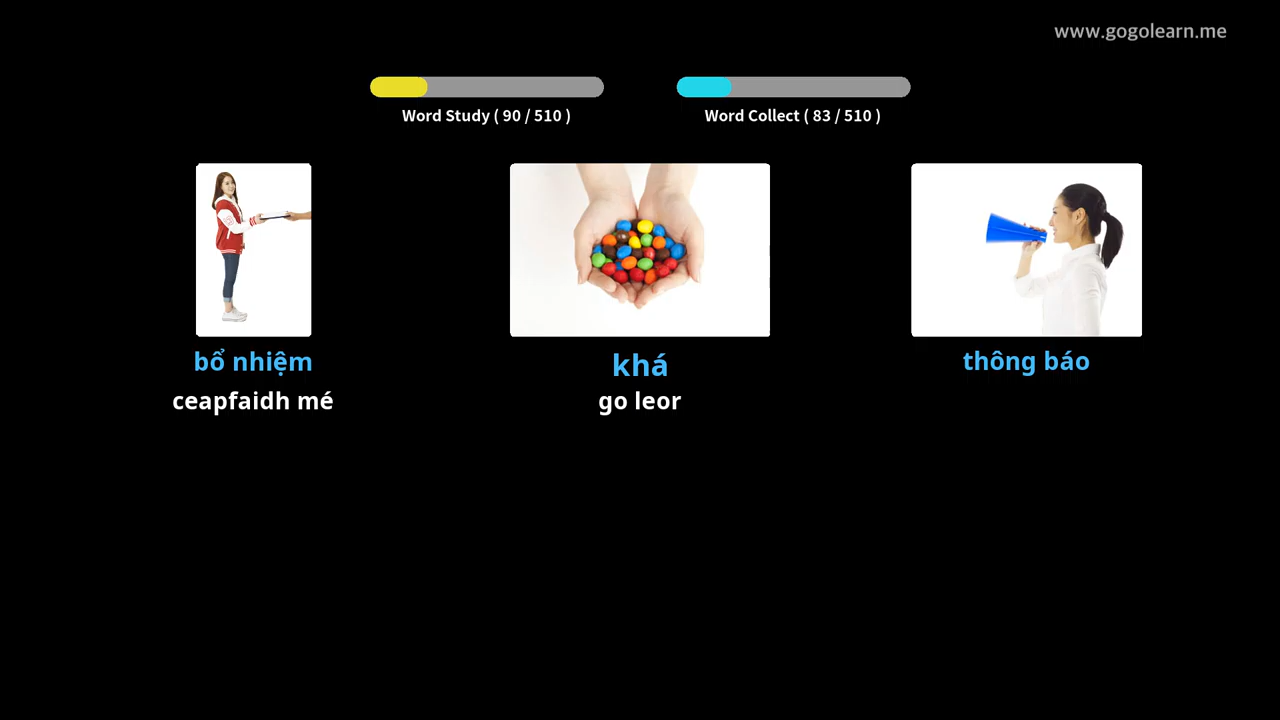 www.gogolearn.me
Word Study ( 90 / 510 )
Word Collect ( 83 / 510 )
bổ nhiệm
ceapfaidh mé
khá
go leor
thông báo